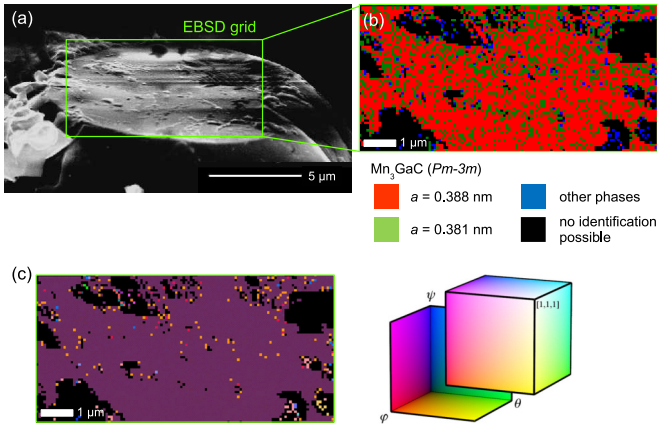 (a)
EBSD grid
5 µm
(b)
1 µm
Mn₃GaC (Pm-3m)
a = 0.388 nm
other phases
a = 0.381 nm
no identification
possible
(c)
1 µm
ψ
[1,1,1]
θ
φ